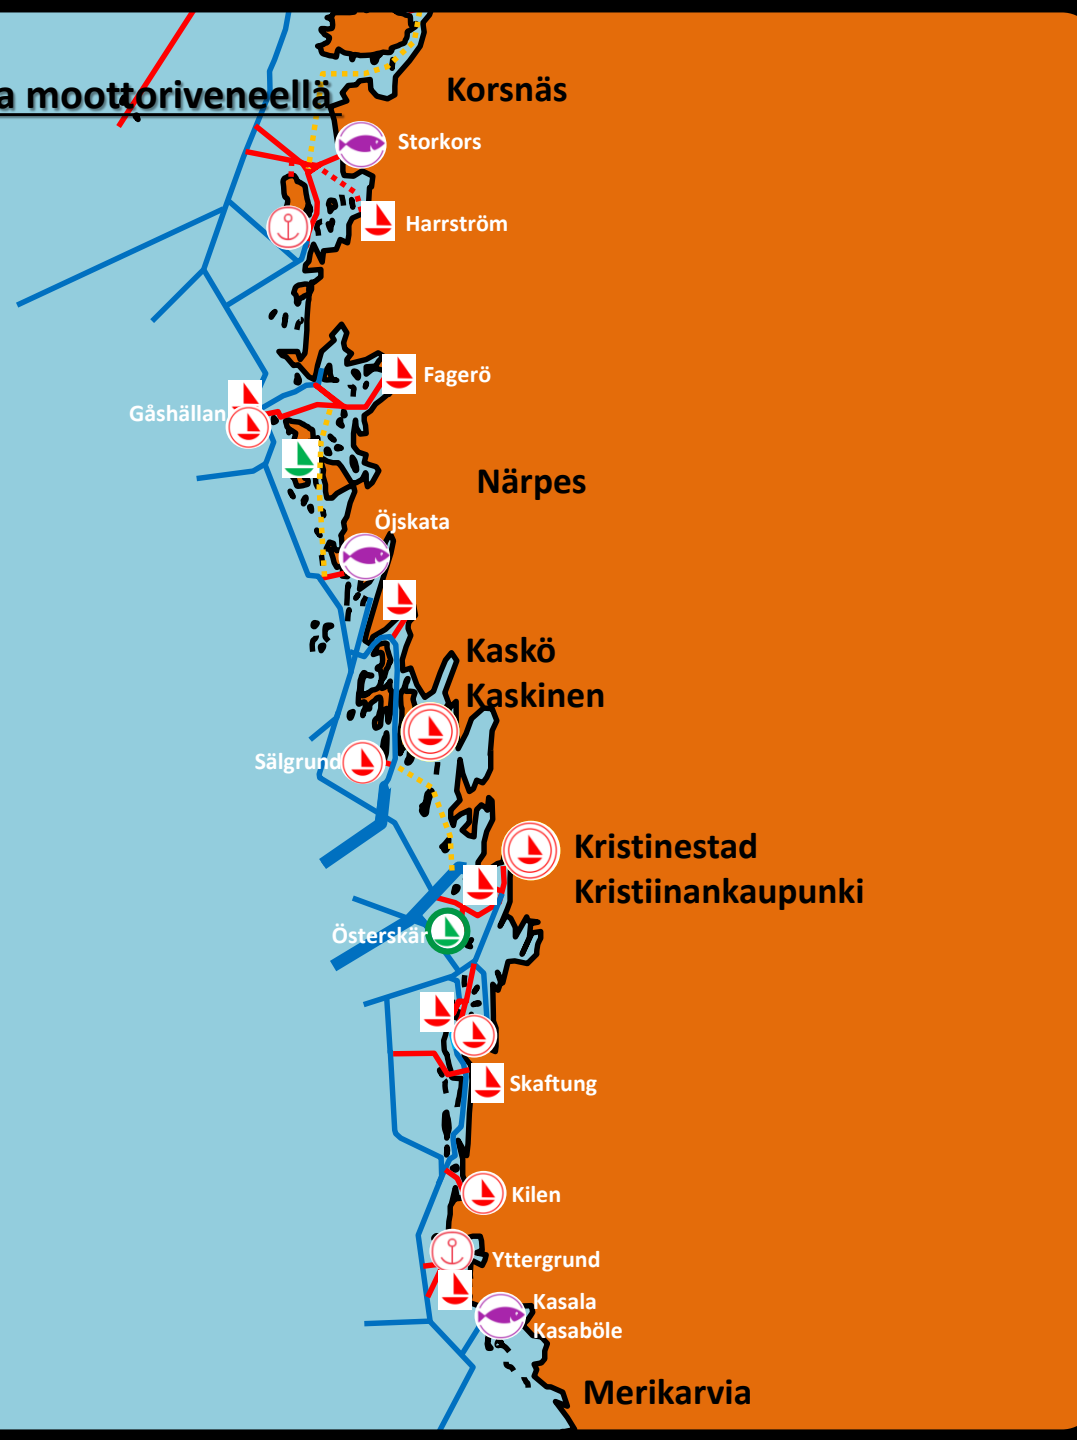 a moottoriveneellä
Korsnäs
Storkors
Harrström
Fagerö
Gåshällan
Närpes
Öjskata
Kaskö
Kaskinen
Sälgrund
Kristinestad
Kristiinankaupunki
Österskär
Skaftung
Kilen
Yttergrund
Kasala
Kasaböle
Merikarvia